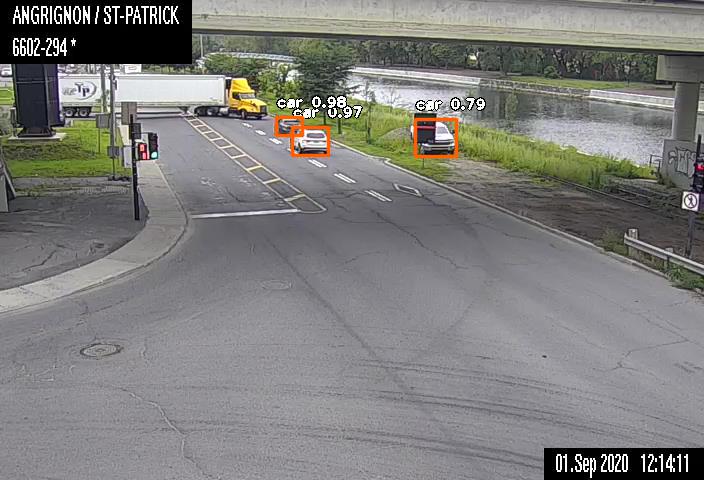 ANGRIGNON / ST-PATRICK
6602-294 *
TP
car 0.98
car 0.97
car 0.79
01.Sep 2020 12:14:11